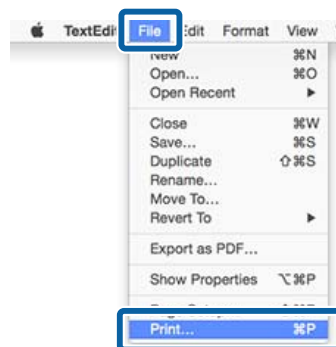 TextEdit File Edit Format View
New ⌘N
Open... ⌘O
Open Recent ▶
Close ⌘W
Save... ⌘S
Duplicate ⇧⌘S
Rename...
Move To...
Revert To ▶
Export as PDF...
Show Properties ⌥⌘P
Print... ⌘P